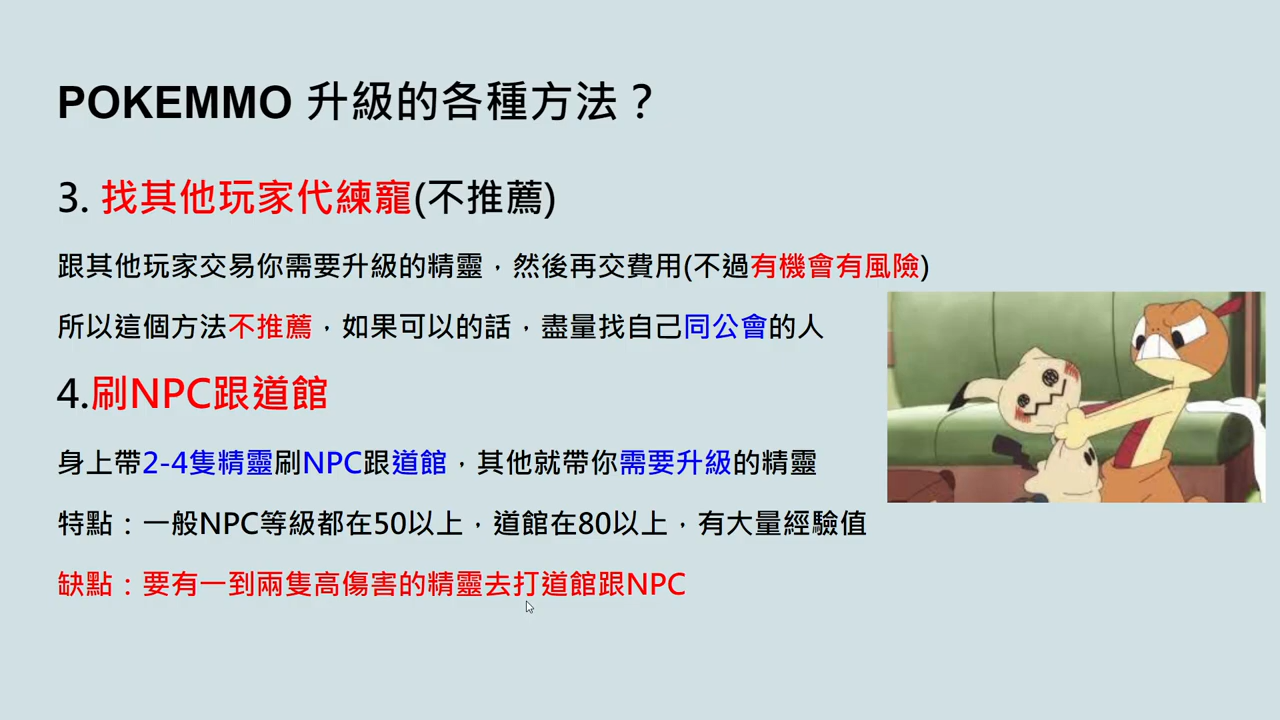 POKEMMO 升級的各種方法？
3. 找其他玩家代練寵(不推薦)
跟其他玩家交易你需要升級的精靈，然後再交費用(不過有機會有風險)
所以這個方法不推薦，如果可以的話，盡量找自己同公會的人
4.刷NPC跟道館
身上帶2-4隻精靈刷NPC跟道館，其他就帶你需要升級的精靈
特點：一般NPC等級都在50以上，道館在80以上，有大量經驗值
缺點：要有一到兩隻高傷害的精靈去打道館跟NPC